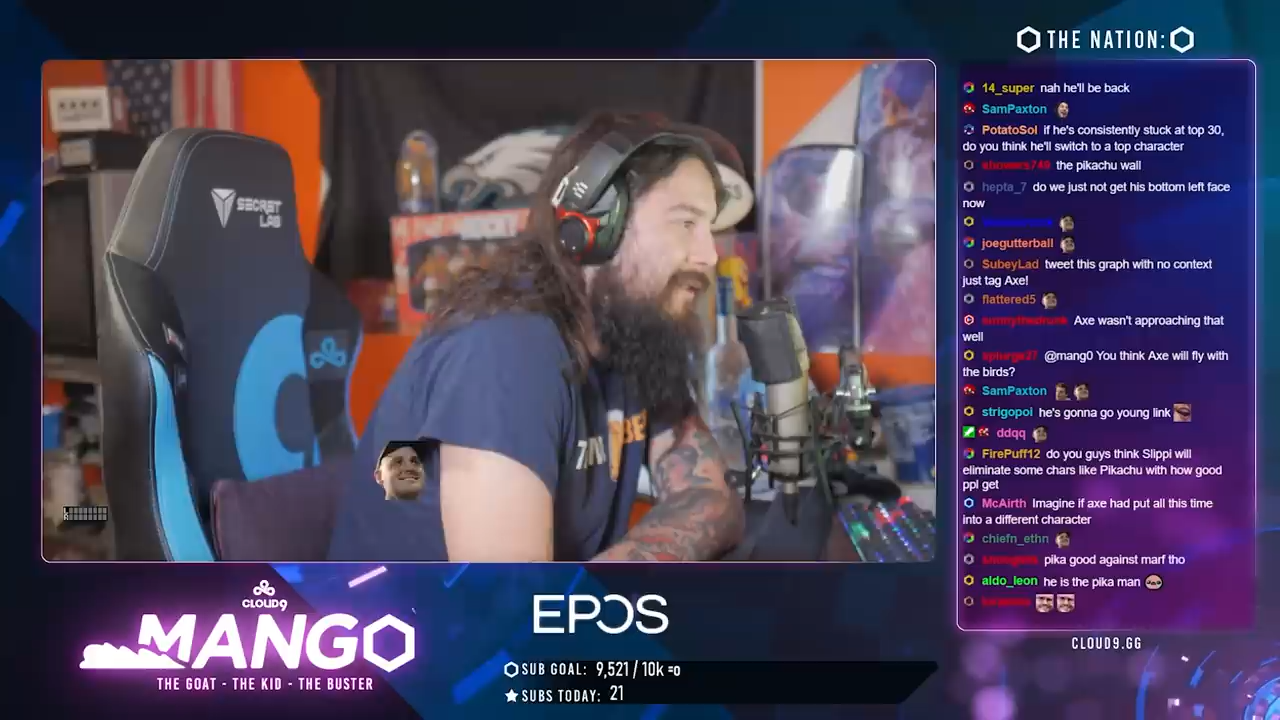 THE NATION:
14_super nah he'll be back
SamPaxton
PotatoSol if he's consistently stuck at top 30,
do you think he'll switch to a top character
showers749 the pikachu wall
hepta_7 do we just not get his bottom left face
now
joegutterball
SubeyLad tweet this graph with no context
just tag Axe!
flattered5
Axe wasn't approaching that
well
splurge27 @mang0 You think Axe will fly with
the birds?
SamPaxton
strigopoi he's gonna go young link
ddqq
FirePuff12 do you guys think Slippi will
eliminate some chars like Pikachu with how good
ppl get
McAirth Imagine if axe had put all this time
into a different character
chiefn_ethn
pika good against marf tho
aldo_leon he is the pika man
CLOUD9.GG
SECRET
LAB
CLOUD9
MANGO
THE GOAT - THE KID - THE BUSTER
EPOS
SUB GOAL: 9,521 / 10k =o
SUBS TODAY: 21